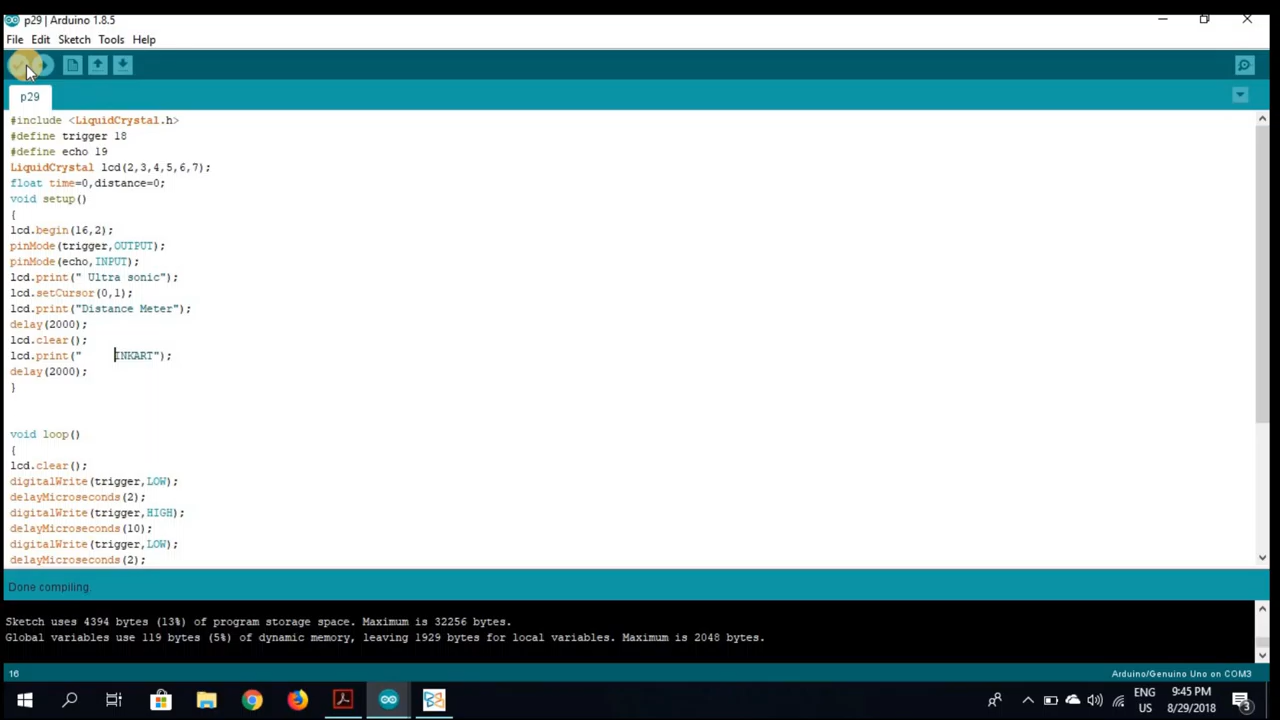 p29 | Arduino 1.8.5
File Edit Sketch Tools Help
p29
#include <LiquidCrystal.h>
#define trigger 18
#define echo 19
LiquidCrystal lcd(2,3,4,5,6,7);
float time=0,distance=0;
void setup()
{
lcd.begin(16,2);
pinMode(trigger,OUTPUT);
pinMode(echo,INPUT);
lcd.print(" Ultra sonic");
lcd.setCursor(0,1);
lcd.print("Distance Meter");
delay(2000);
lcd.clear();
lcd.print("     INKART");
delay(2000);
}
void loop()
{
lcd.clear();
digitalWrite(trigger,LOW);
delayMicroseconds(2);
digitalWrite(trigger,HIGH);
delayMicroseconds(10);
digitalWrite(trigger,LOW);
delayMicroseconds(2);
Done compiling.
Sketch uses 4394 bytes (13%) of program storage space. Maximum is 32256 bytes.
Global variables use 119 bytes (5%) of dynamic memory, leaving 1929 bytes for local variables. Maximum is 2048 bytes.
16 Arduino/Genuino Uno on COM3
ENG 9:45 PM
US 8/29/2018 3